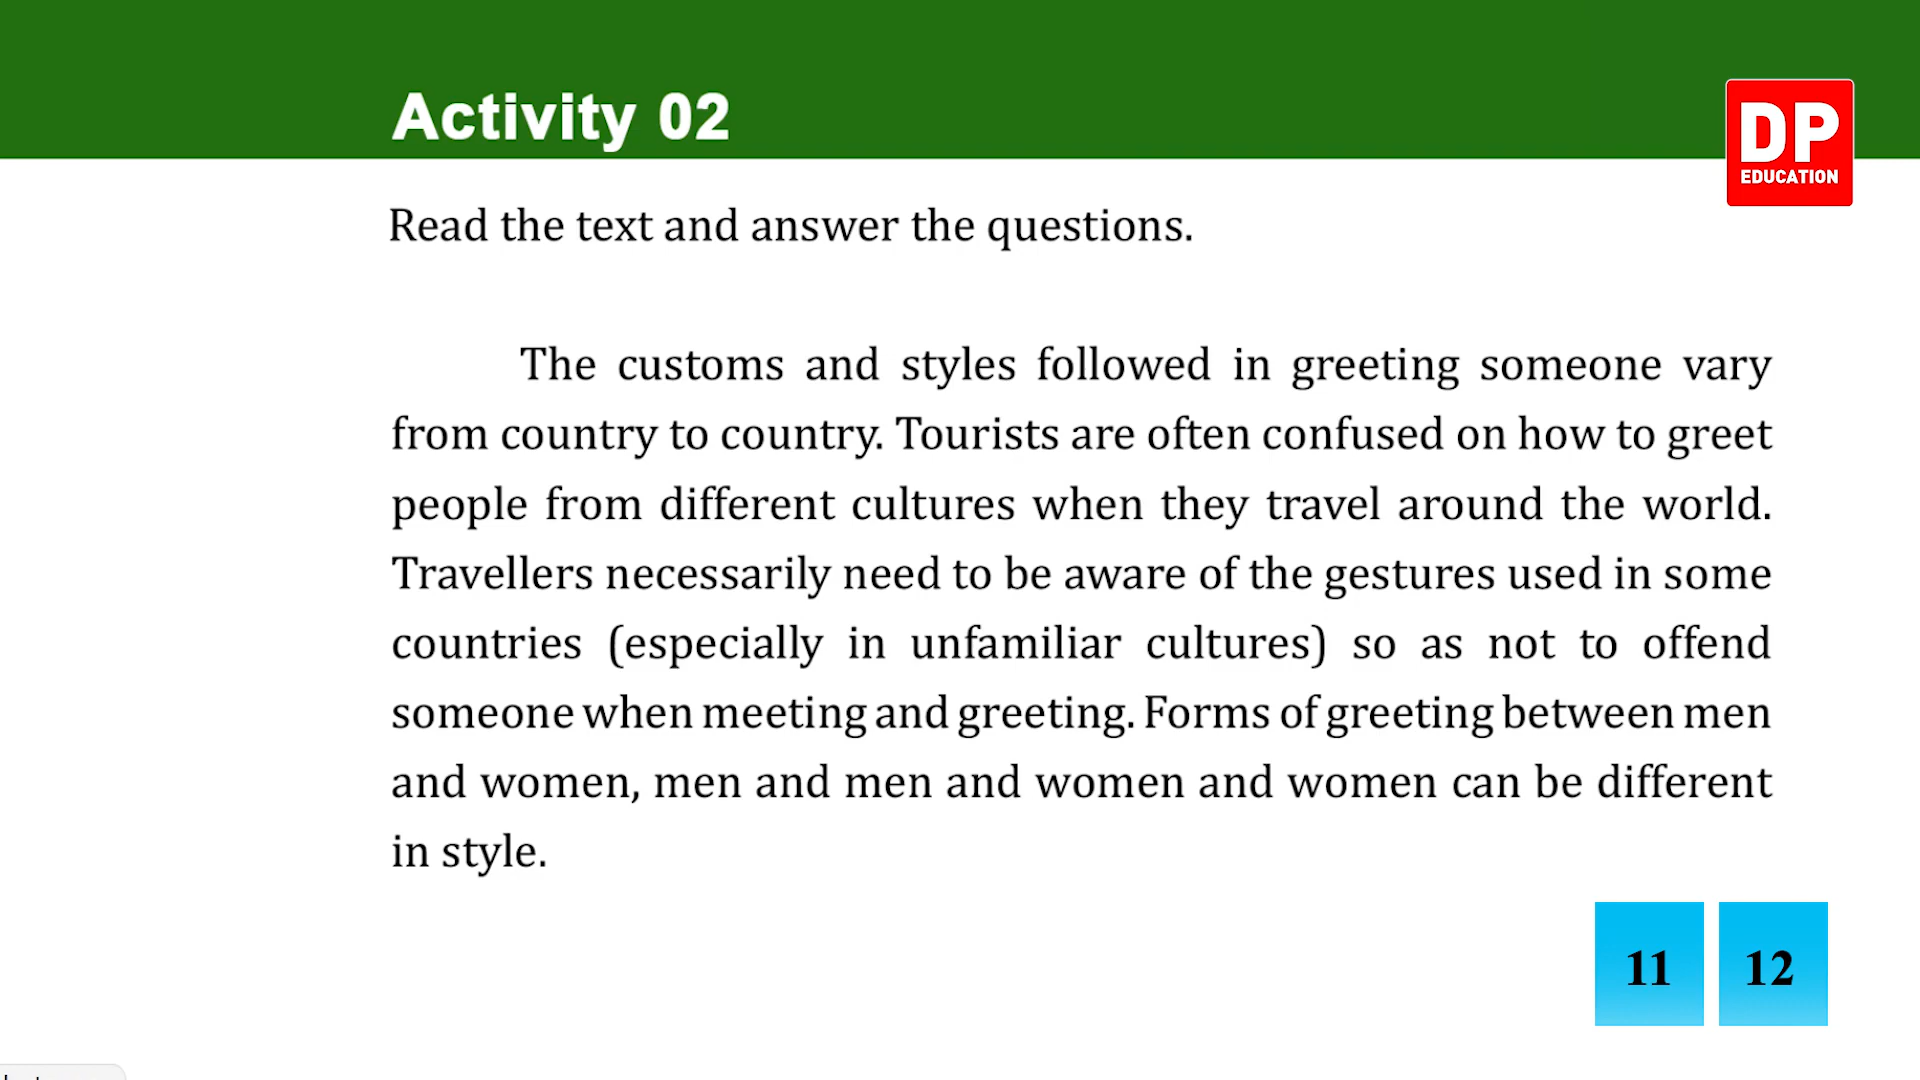 Activity 02
DP
EDUCATION
Read the text and answer the questions.
The customs and styles followed in greeting someone vary
from country to country. Tourists are often confused on how to greet
people from different cultures when they travel around the world.
Travellers necessarily need to be aware of the gestures used in some
countries (especially in unfamiliar cultures) so as not to offend
someone when meeting and greeting. Forms of greeting between men
and women, men and men and women and women can be different
in style.
11 12